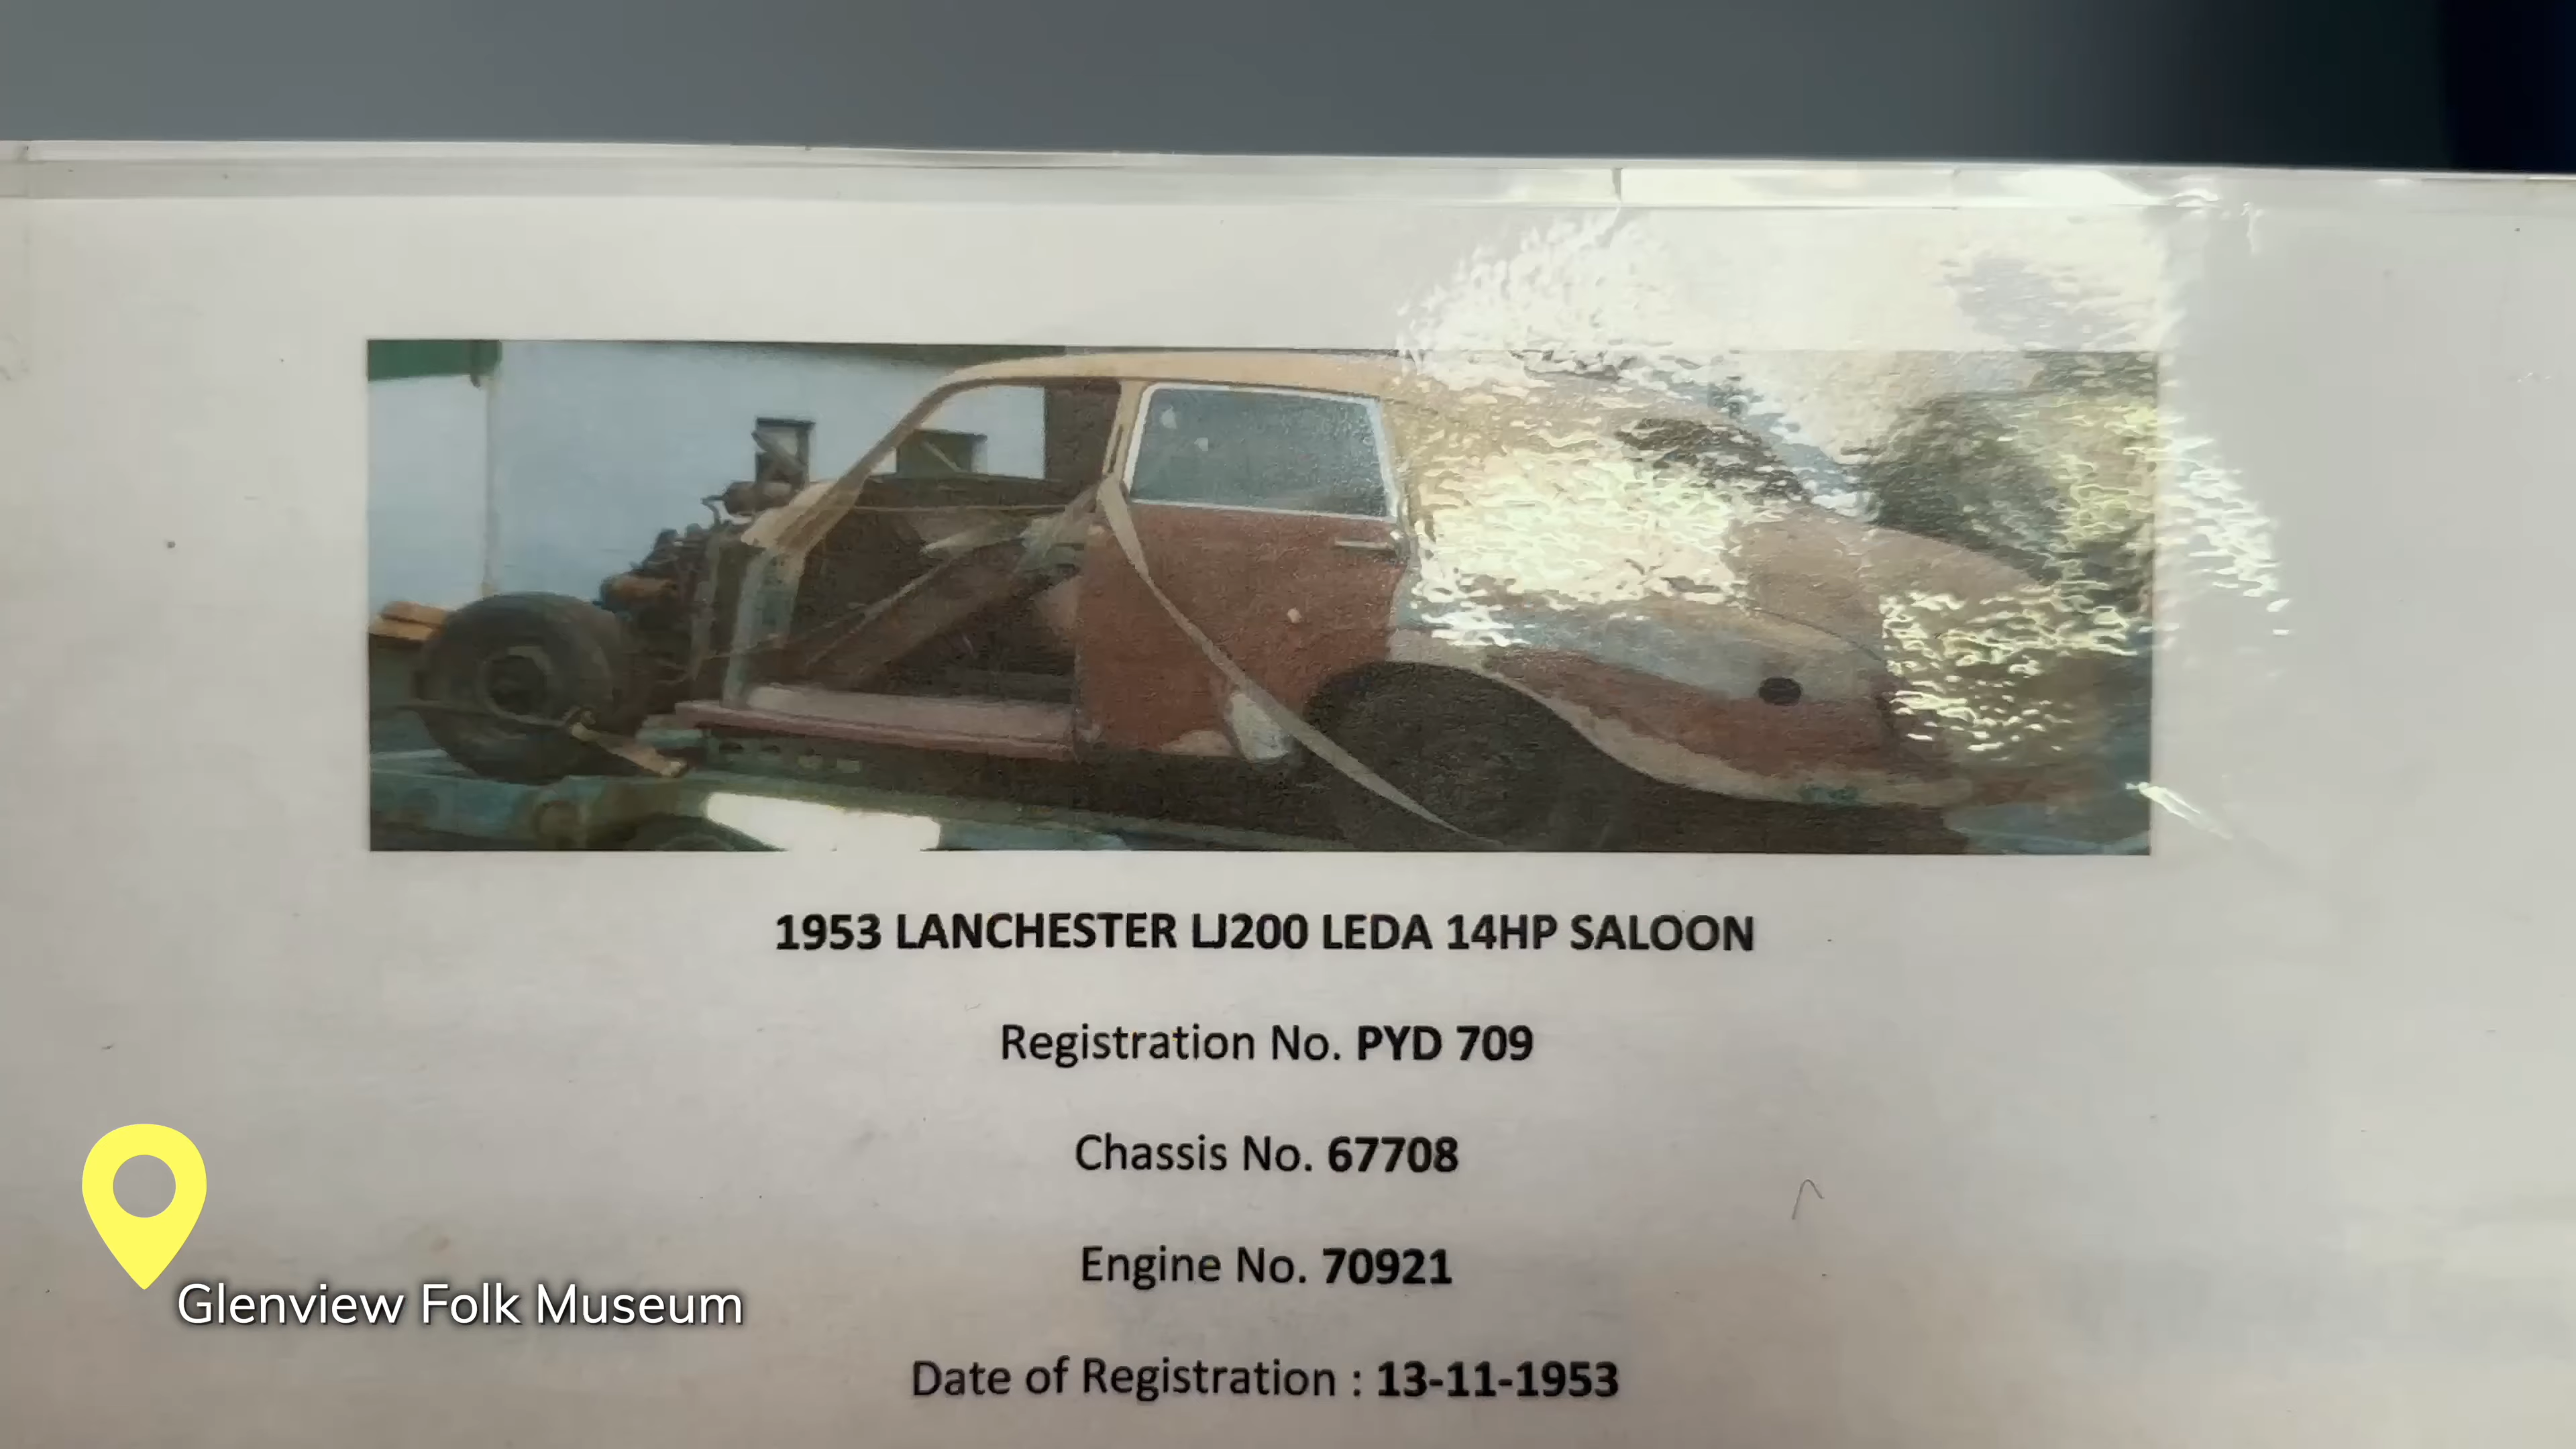 1953 LANCHESTER LJ200 LEDA 14HP SALOON
Registration No. PYD 709
Chassis No. 67708
Engine No. 70921
Glenview Folk Museum
Date of Registration : 13-11-1953